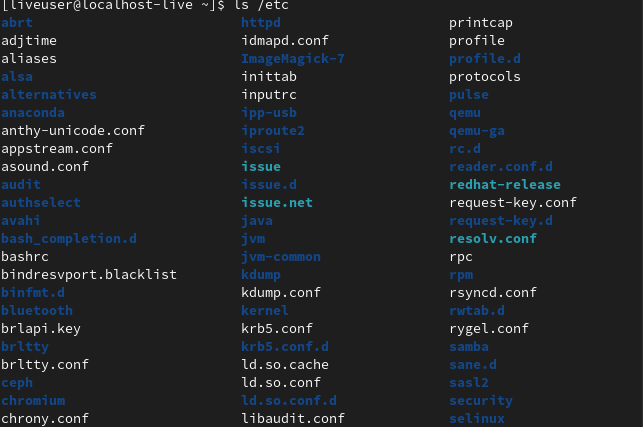 [liveuser@localhost-live ~]$ ls /etc
abrt httpd printcap
adjtime idmapd.conf profile
aliases ImageMagick-7 profile.d
alsa inittab protocols
alternatives inputrc pulse
anaconda ipp-usb qemu
anthy-unicode.conf iproute2 qemu-ga
appstream.conf iscsi rc.d
asound.conf issue reader.conf.d
audit issue.d redhat-release
authselect issue.net request-key.conf
avahi java request-key.d
bash_completion.d jvm resolv.conf
bashrc jvm-common rpc
bindresvport.blacklist kdump rpm
binfmt.d kdump.conf rsyncd.conf
bluetooth kernel rwtab.d
brlapi.key krb5.conf rygel.conf
brltty krb5.conf.d samba
brltty.conf ld.so.cache sane.d
ceph ld.so.conf sasl2
chromium ld.so.conf.d security
chrony.conf libaudit.conf selinux